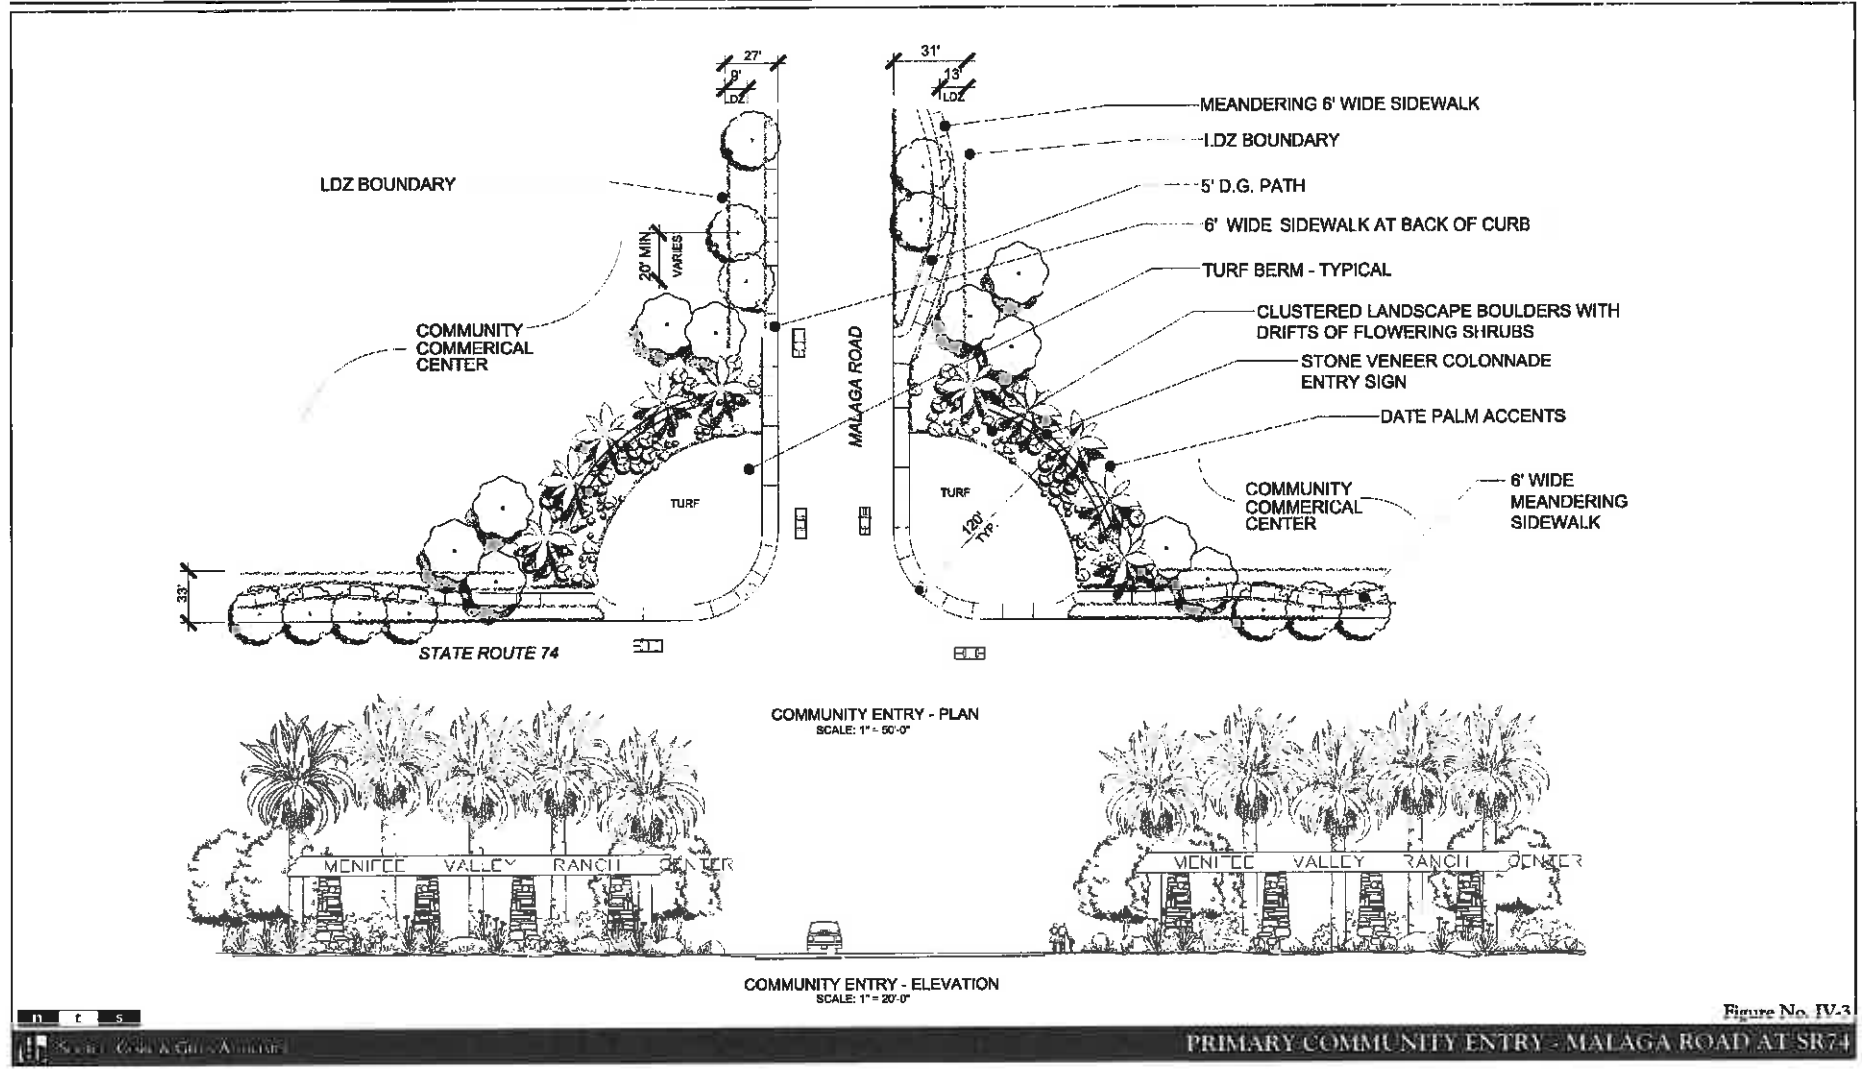 27'
31'
9'
13'
LDZ
LDZ
MEANDERING 6' WIDE SIDEWALK
LDZ BOUNDARY
LDZ BOUNDARY
5' D.G. PATH
6' WIDE SIDEWALK AT BACK OF CURB
20' MIN
VARIES
TURF BERM - TYPICAL
CLUSTERED LANDSCAPE BOULDERS WITH
DRIFTS OF FLOWERING SHRUBS
COMMUNITY
COMMERICAL
CENTER
MALAGA ROAD
STONE VENEER COLONNADE
ENTRY SIGN
DATE PALM ACCENTS
TURF
TURF
120'
TYP.
COMMUNITY
COMMERICAL
CENTER
6' WIDE
MEANDERING
SIDEWALK
33'
STATE ROUTE 74
COMMUNITY ENTRY - PLAN
SCALE: 1" = 50'-0"
MENIFEE VALLEY RANCH CENTER
MENIFEE VALLEY RANCH CENTER
COMMUNITY ENTRY - ELEVATION
SCALE: 1" = 20'-0"
n t s
Figure No. IV-3
PRIMARY COMMUNITY ENTRY - MALAGA ROAD AT SR74